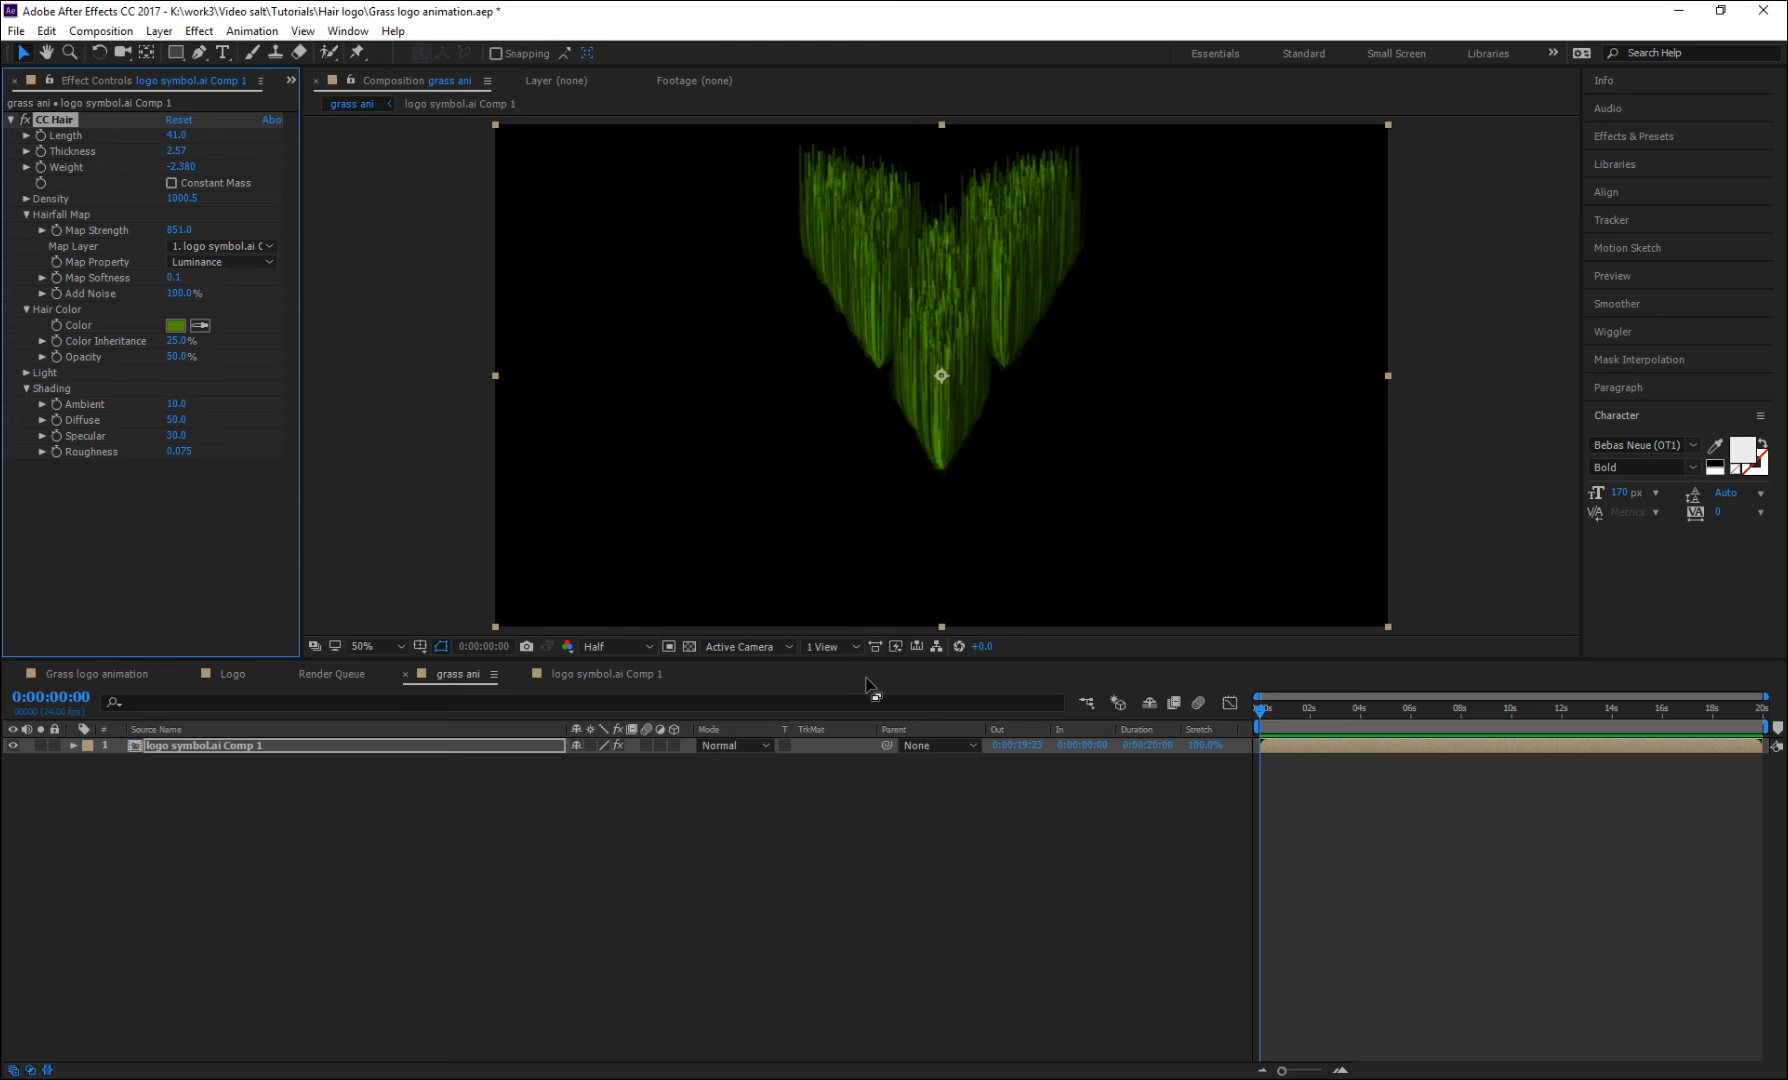 Adobe After Effects CC 2017 - K:\work3\Video salt\Tutorials\Hair logo\Grass logo animation.aep *
File Edit Composition Layer Effect Animation View Window Help
Snapping Essentials Standard Small Screen Libraries Search Help
Effect Controls logo symbol.ai Comp 1
Composition grass ani
Layer (none)
Footage (none)
grass ani • logo symbol.ai Comp 1
grass ani logo symbol.ai Comp 1
fx CC Hair Reset Abo
Length 41.0
Thickness 2.57
Weight -2.380
Constant Mass
Density 1000.5
Hairfall Map
Map Strength 851.0
Map Layer 1. logo symbol.ai C
Map Property Luminance
Map Softness 0.1
Add Noise 100.0%
Hair Color
Color
Color Inheritance 25.0%
Opacity 50.0%
Light
Shading
Ambient 10.0
Diffuse 50.0
Specular 30.0
Roughness 0.075
Info
Audio
Effects & Presets
Libraries
Align
Tracker
Motion Sketch
Preview
Smoother
Wiggler
Mask Interpolation
Paragraph
Character
Bebas Neue (OT1)
Bold
170 px Auto
Metrics 0
50% 0:00:00:00 Half Active Camera 1 View +0.0
Grass logo animation Logo Render Queue grass ani logo symbol.ai Comp 1
0:00:00:00
00000 (24.00 fps)
# Source Name Mode T TrkMat Parent Out In Duration Stretch
1 logo symbol.ai Comp 1 Normal None 0:00:19:23 0:00:00:00 0:00:20:00 100.0%
02s 04s 06s 08s 10s 12s 14s 16s 18s 20s